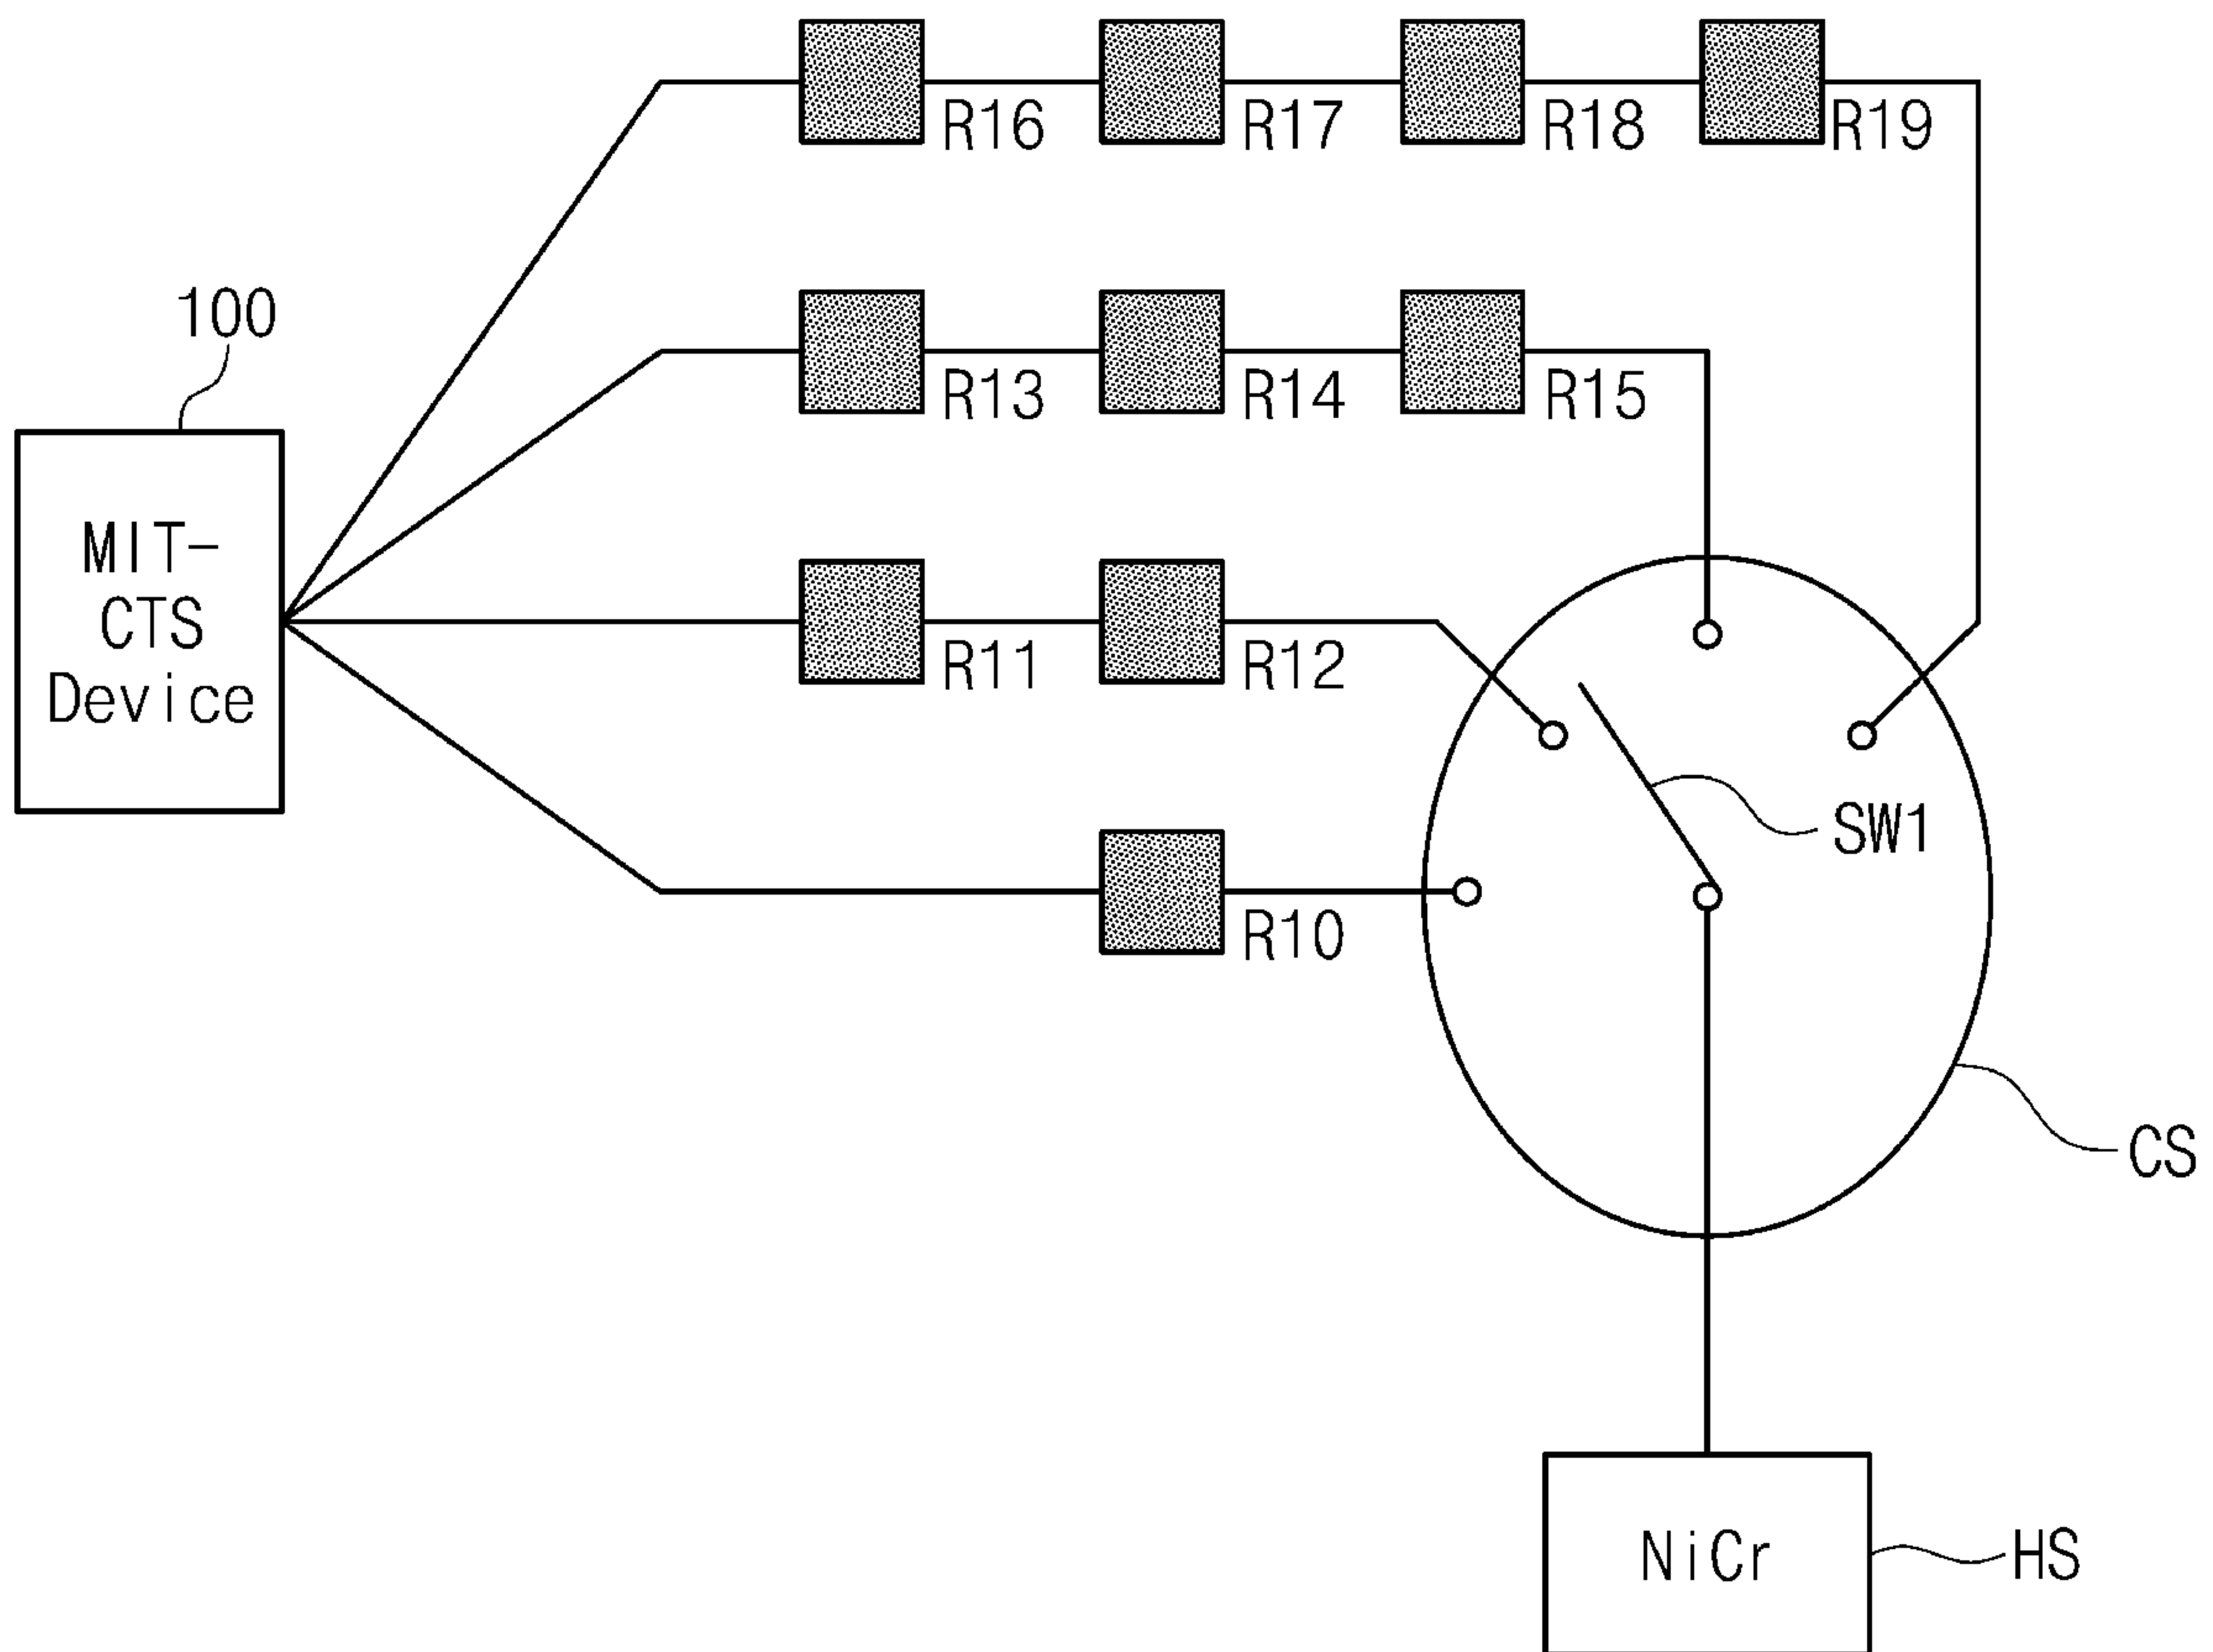 R16 R17 R18 R19
100
R13 R14 R15
MIT-
CTS
Device
R11 R12
SW1
R10
CS
NiCr
HS